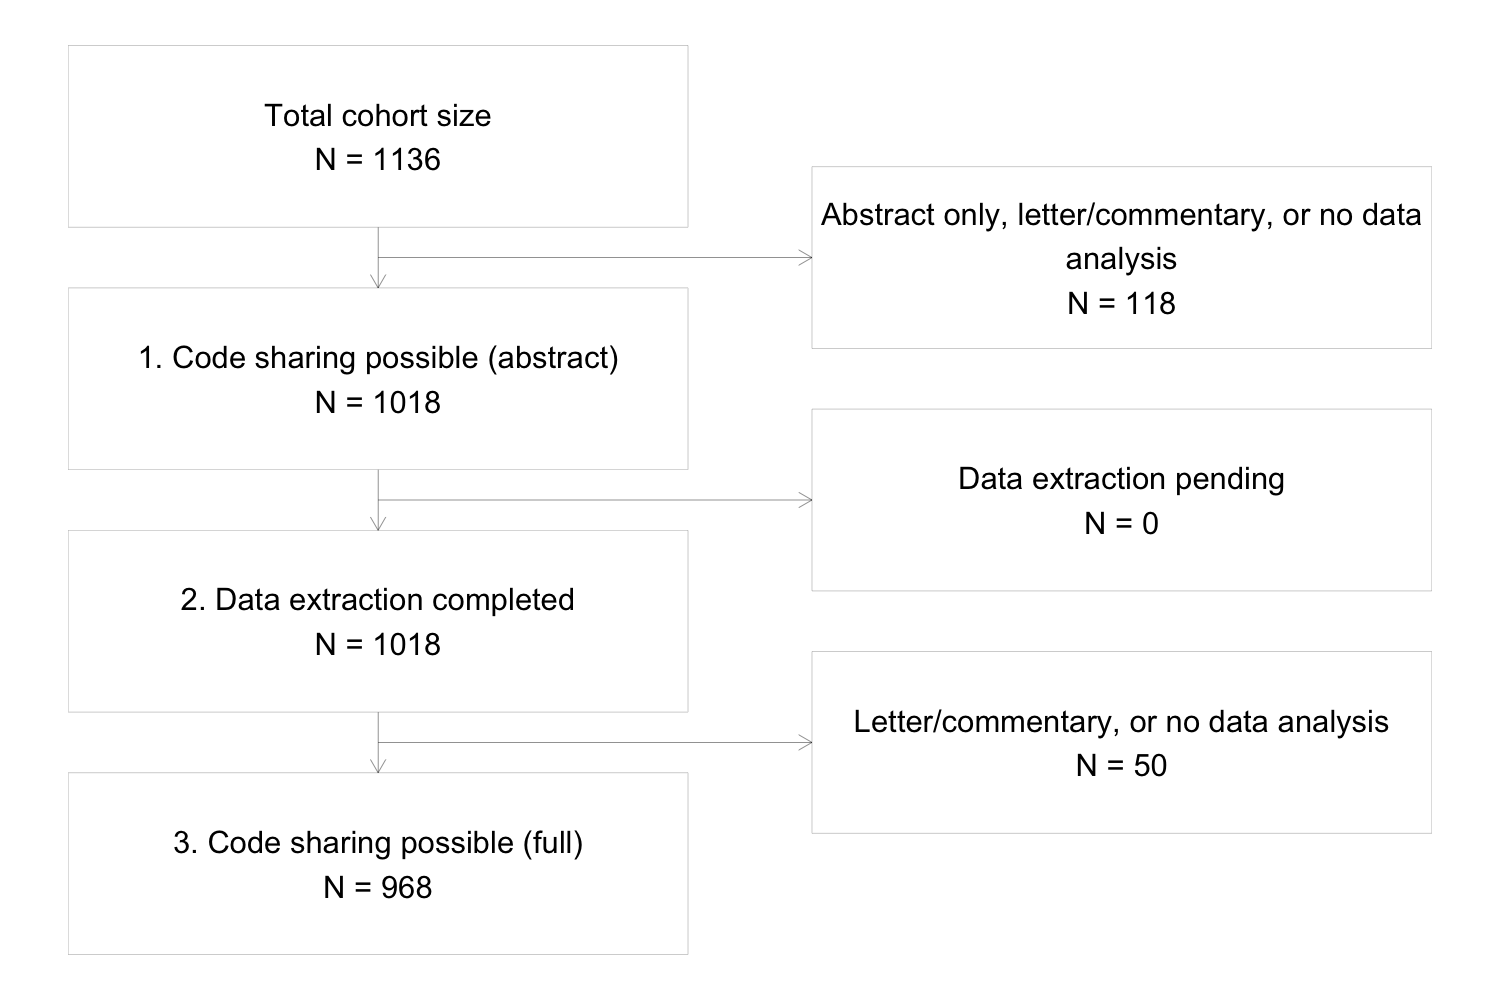 Total cohort size
N = 1136
Abstract only, letter/commentary, or no data
analysis
N = 118
1. Code sharing possible (abstract)
N = 1018
Data extraction pending
N = 0
2. Data extraction completed
N = 1018
Letter/commentary, or no data analysis
N = 50
3. Code sharing possible (full)
N = 968